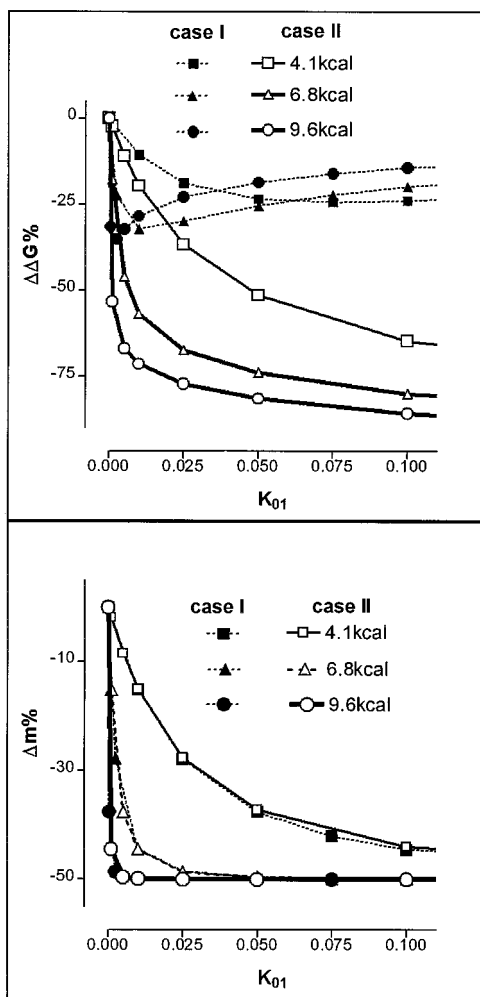 case I case II
4.1kcal
6.8kcal
9.6kcal
0
-25
-50
-75
ΔΔG%
0.000 0.025 0.050 0.075 0.100
K01
case I case II
4.1kcal
6.8kcal
9.6kcal
-10
-30
-50
Δm%
0.000 0.025 0.050 0.075 0.100
K01